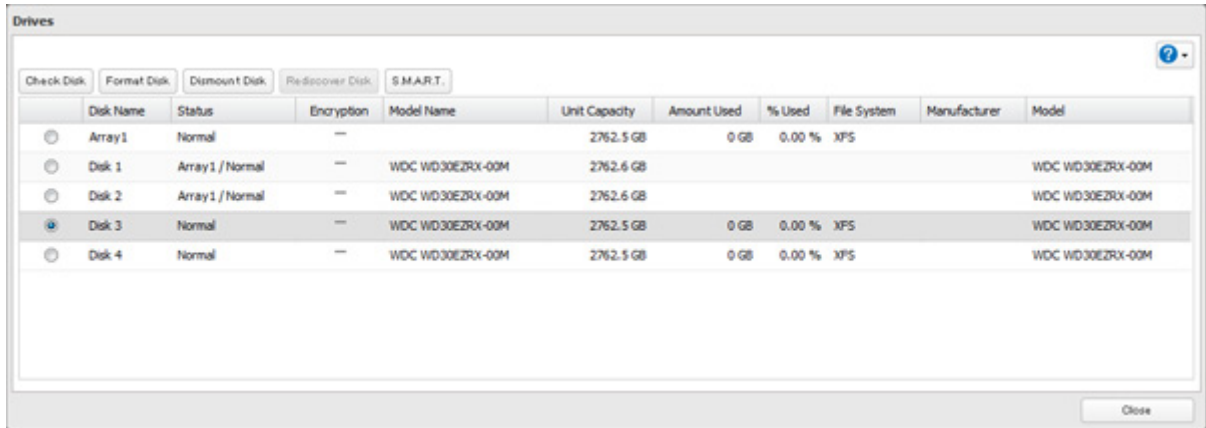 Drives
Check Disk Format Disk Dismount Disk Rediscover Disk S.M.A.R.T.
Disk Name Status Encryption Model Name Unit Capacity Amount Used % Used File System Manufacturer Model
Array1 Normal — 2762.5 GB 0 GB 0.00 % XFS
Disk 1 Array1 / Normal — WDC WD30EZRX-00M 2762.6 GB WDC WD30EZRX-00M
Disk 2 Array1 / Normal — WDC WD30EZRX-00M 2762.6 GB WDC WD30EZRX-00M
Disk 3 Normal — WDC WD30EZRX-00M 2762.5 GB 0 GB 0.00 % XFS WDC WD30EZRX-00M
Disk 4 Normal — WDC WD30EZRX-00M 2762.5 GB 0 GB 0.00 % XFS WDC WD30EZRX-00M
Close